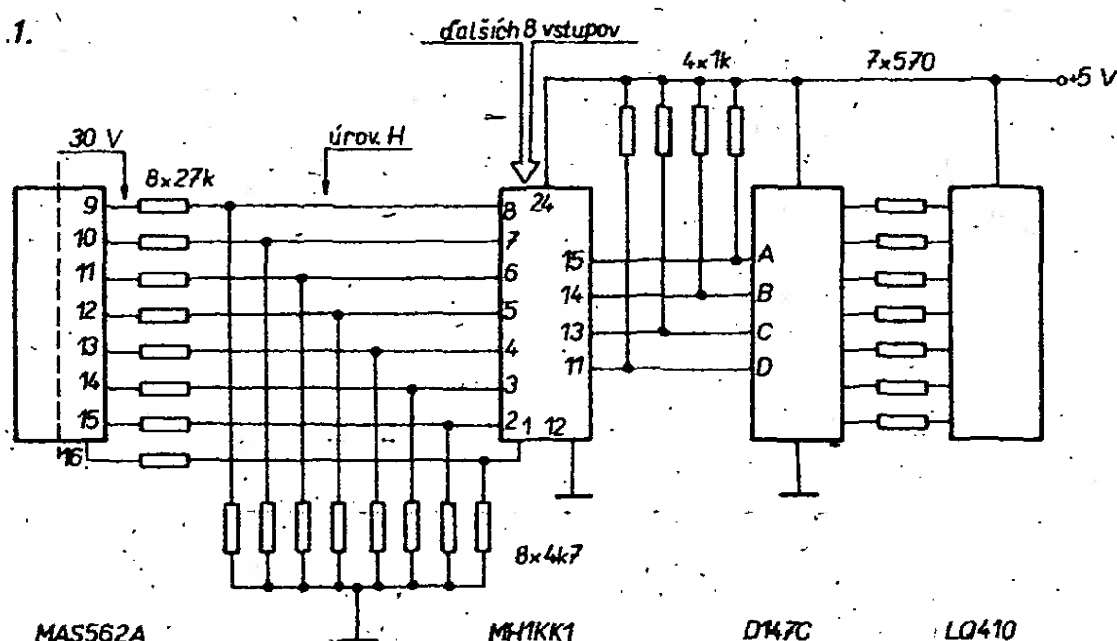 1.
ďalších 8 vstupov
4x1k
7x570
+5 V
30 V
8x27k
úrov. H
24
9
10
11
12
13
14
15
16
8
7
6
5
4
3
2
1
12
15
14
13
11
A
B
C
D
8x4k7
MAS562A
MH1KK1
D147C
LQ410